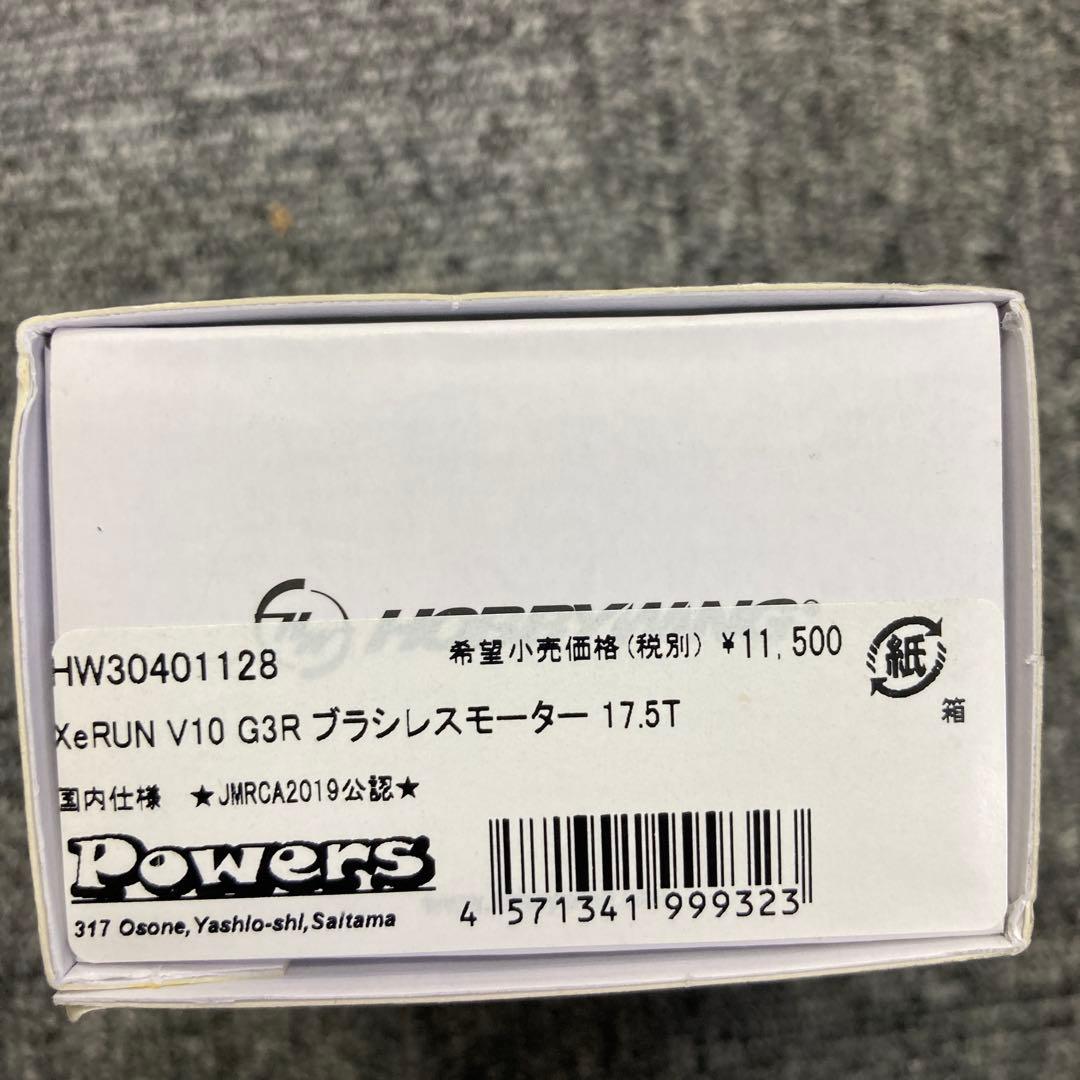 HOBBYWING®
HW30401128 希望小売価格(税別) ¥11,500
XeRUN V10 G3R ブラシレスモーター 17.5T
国内仕様 ★JMRCA2019公認★
紙
箱
Powers
317 Osone,Yashio-shi,Saitama
4 571341 999323